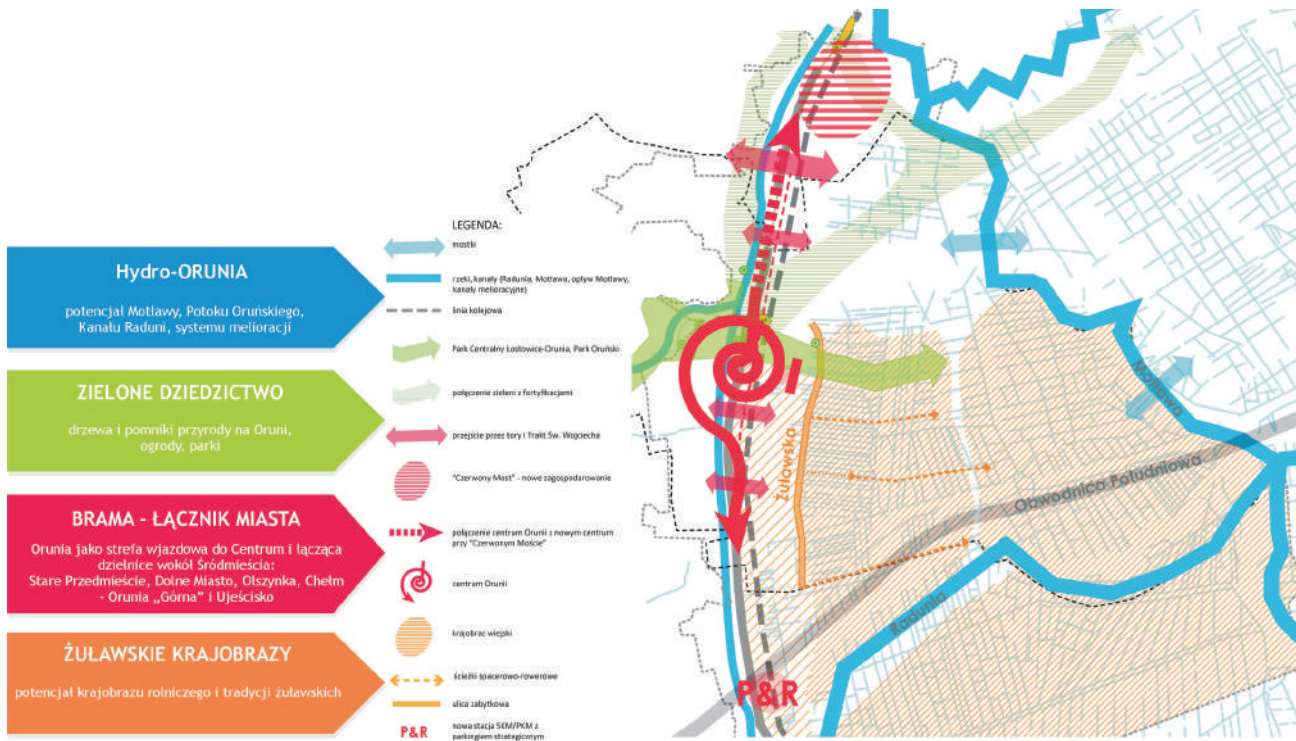 Hydro-ORUNIA
potencjał Motławy, Potoku Oruńskiego,
Kanału Raduni, systemu melioracji
ZIELONE DZIEDZICTWO
drzewa i pomniki przyrody na Oruni,
ogrody, parki
BRAMA - ŁĄCZNIK MIASTA
Orunia jako strefa wjazdowa do Centrum i łącząca
dzielnice wokół Śródmieścia:
Stare Przedmieście, Dolne Miasto, Olszynka, Chełm
- Orunia „Górna” i Ujeścisko
ŻUŁAWSKIE KRAJOBRAZY
potencjał krajobrazu rolniczego i tradycji żuławskich
LEGENDA:
mostki
rzeki, kanały (Radunia, Motława, opływ Motławy,
kanały melioracyjne)
linia kolejowa
Park Centralny Łostowice-Orunia, Park Oruński
połączenie zieleni z fortyfikacjami
przejście przez tory i Trakt Św. Wojciecha
"Czerwony Most" - nowe zagospodarowanie
połączenie centrum Orunii z nowym centrum
przy "Czerwonym Moście"
centrum Orunii
krajobraz wiejski
ścieżki spacerowo-rowerowe
ulica zabytkowa
P&R
nowa stacja SKM/PKM z
parkingiem strategicznym
Żuławska
Motława
Obwodnica Południowa
Radunia
P&R